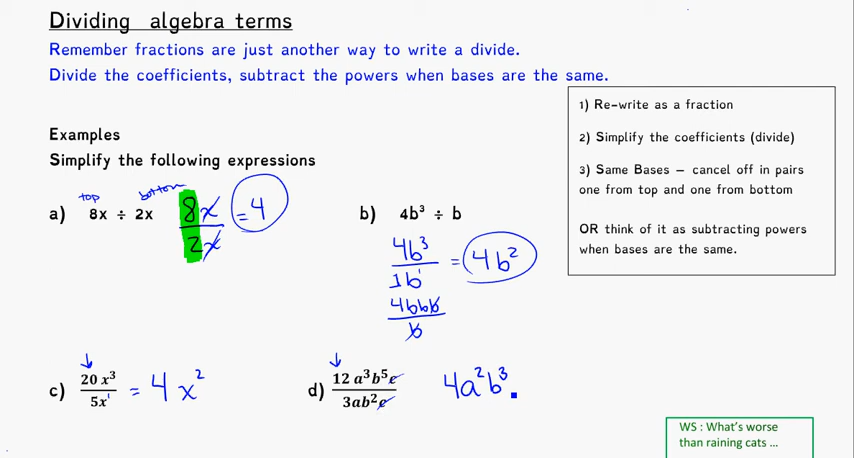 Dividing algebra terms
Remember fractions are just another way to write a divide.
Divide the coefficients, subtract the powers when bases are the same.
1) Re-write as a fraction
2) Simplify the coefficients (divide)
3) Same Bases – cancel off in pairs
one from top and one from bottom
OR think of it as subtracting powers
when bases are the same.
Examples
Simplify the following expressions
top bottom
a) 8x ÷ 2x 8x/2x = 4
b) 4b³ ÷ b
4b³/1b¹ = 4b²
4bbb/b
c) 20x³/5x¹ = 4x²
d) 12a³b⁵c/3ab²c 4a²b³.
WS : What's worse
than raining cats ...